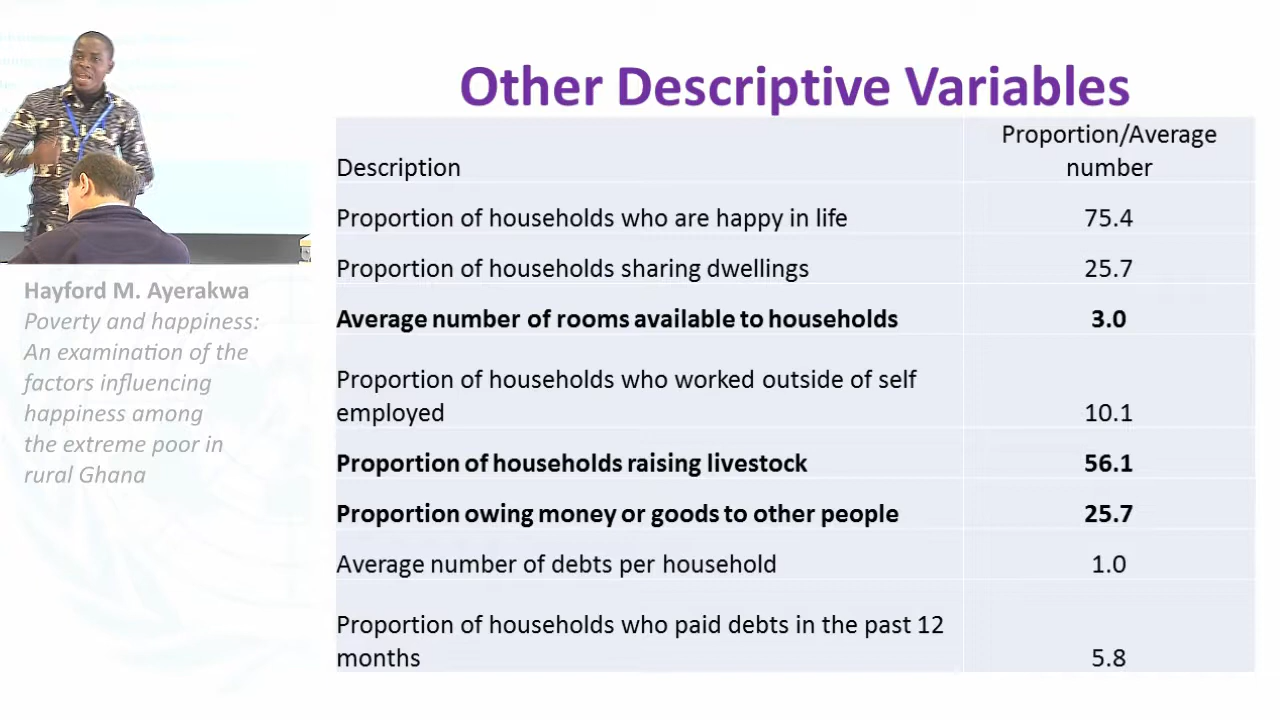 Other Descriptive Variables
Description
Proportion/Average
number
Proportion of households who are happy in life
75.4
Proportion of households sharing dwellings
25.7
Average number of rooms available to households
3.0
Proportion of households who worked outside of self
employed
10.1
Proportion of households raising livestock
56.1
Proportion owing money or goods to other people
25.7
Average number of debts per household
1.0
Proportion of households who paid debts in the past 12
months
5.8
Hayford M. Ayerakwa
Poverty and happiness:
An examination of the
factors influencing
happiness among
the extreme poor in
rural Ghana